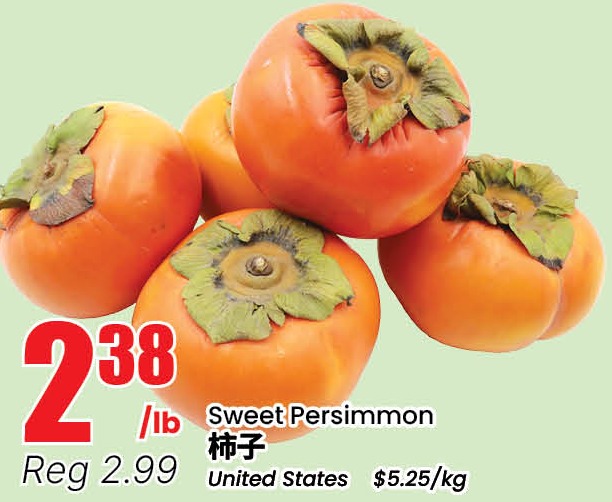 2.38
/lb
Reg 2.99
Sweet Persimmon
柿子
United States $5.25/kg